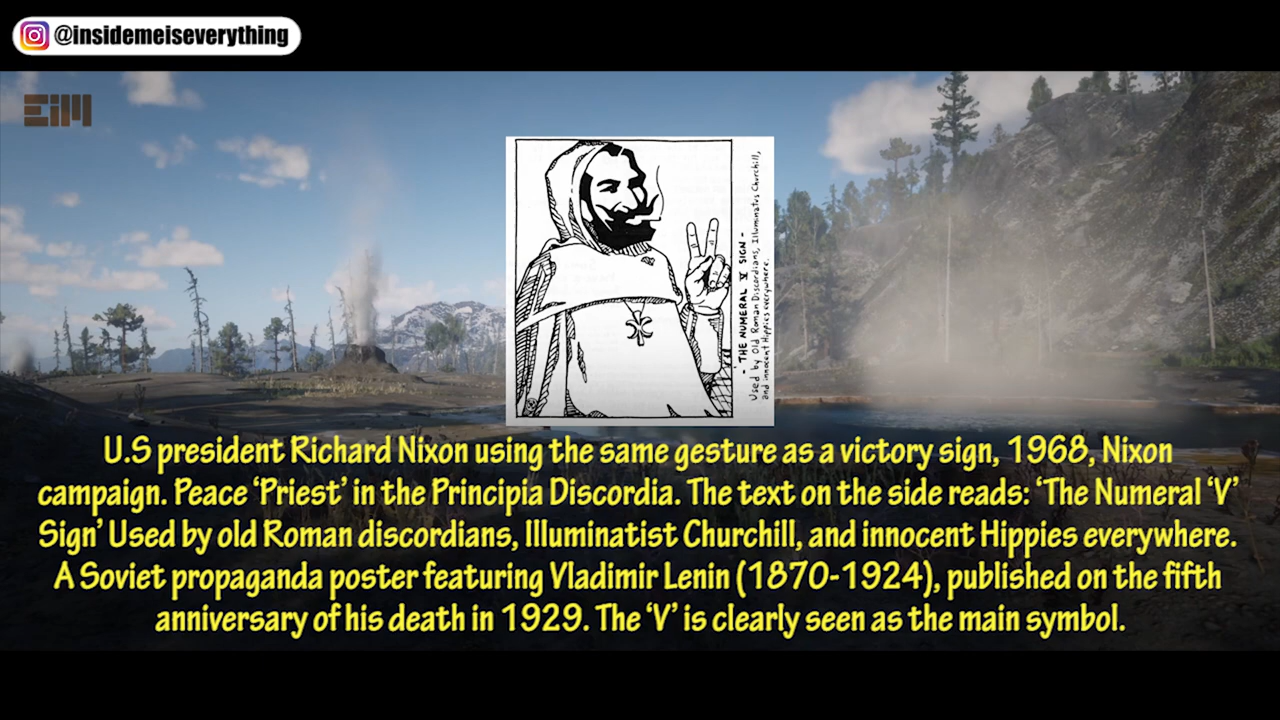 @insidemeiseverything
EiM
- THE NUMERAL V SIGN -
Used by Old Roman Discordians, Illuminatus Churchill,
and innocent Hippies everywhere.
U.S president Richard Nixon using the same gesture as a victory sign, 1968, Nixon
campaign. Peace ‘Priest’ in the Principia Discordia. The text on the side reads: ‘The Numeral ‘V’
Sign’ Used by old Roman discordians, Illuminatist Churchill, and innocent Hippies everywhere.
A Soviet propaganda poster featuring Vladimir Lenin (1870-1924), published on the fifth
anniversary of his death in 1929. The ‘V’ is clearly seen as the main symbol.